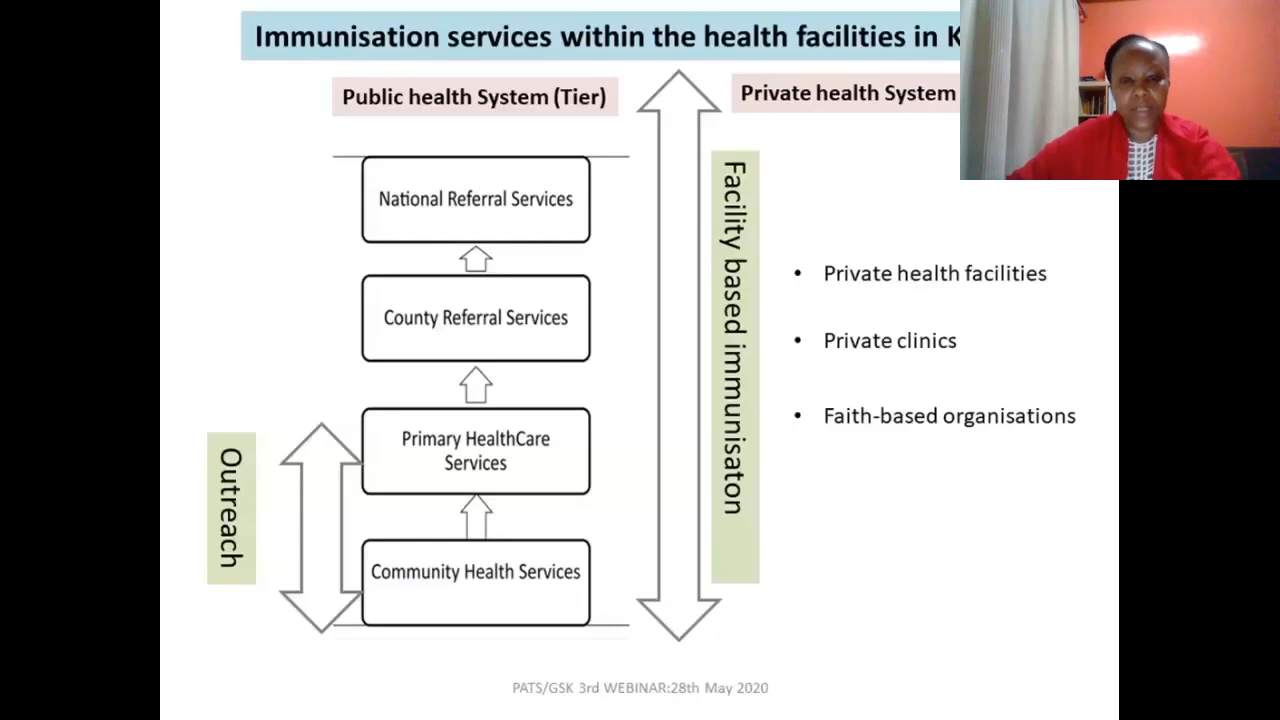 Immunisation services within the health facilities in K
Public health System (Tier)
Private health System
National Referral Services
County Referral Services
Primary HealthCare
Services
Community Health Services
Outreach
Facility based immunisaton
• Private health facilities
• Private clinics
• Faith-based organisations
PATS/GSK 3rd WEBINAR:28th May 2020